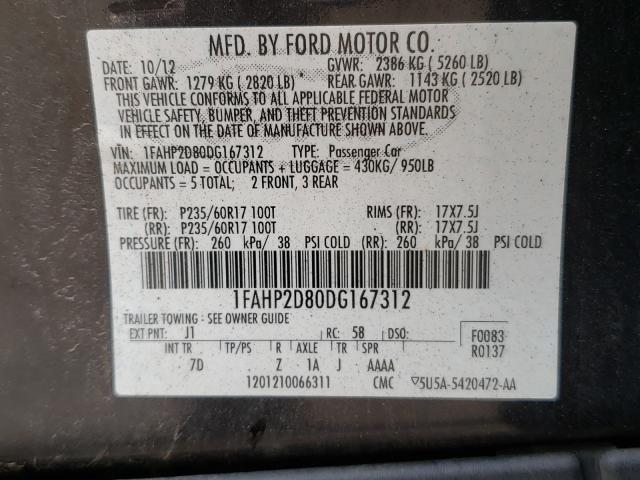 MFD. BY FORD MOTOR CO.
DATE: 10/12 GVWR: 2386 KG ( 5260 LB)
FRONT GAWR: 1279 KG ( 2820 LB) REAR GAWR: 1143 KG ( 2520 LB)
THIS VEHICLE CONFORMS TO ALL APPLICABLE FEDERAL MOTOR
VEHICLE SAFETY, BUMPER, AND THEFT PREVENTION STANDARDS
IN EFFECT ON THE DATE OF MANUFACTURE SHOWN ABOVE.
VIN: 1FAHP2D80DG167312 TYPE: Passenger Car
MAXIMUM LOAD = OCCUPANTS + LUGGAGE = 430KG/ 950LB
OCCUPANTS = 5 TOTAL; 2 FRONT, 3 REAR
TIRE (FR): P235/60R17 100T RIMS (FR): 17X7.5J
(RR): P235/60R17 100T (RR): 17X7.5J
PRESSURE (FR): 260 kPa/ 38 PSI COLD (RR): 260 kPa/ 38 PSI COLD
1FAHP2D80DG167312
TRAILER TOWING - SEE OWNER GUIDE
EXT PNT: J1 RC: 58 DSO: F0083
INT TR TP/PS R AXLE TR SPR R0137
7D Z 1A J AAAA
1201210066311 CMC ▽5U5A-5420472-AA